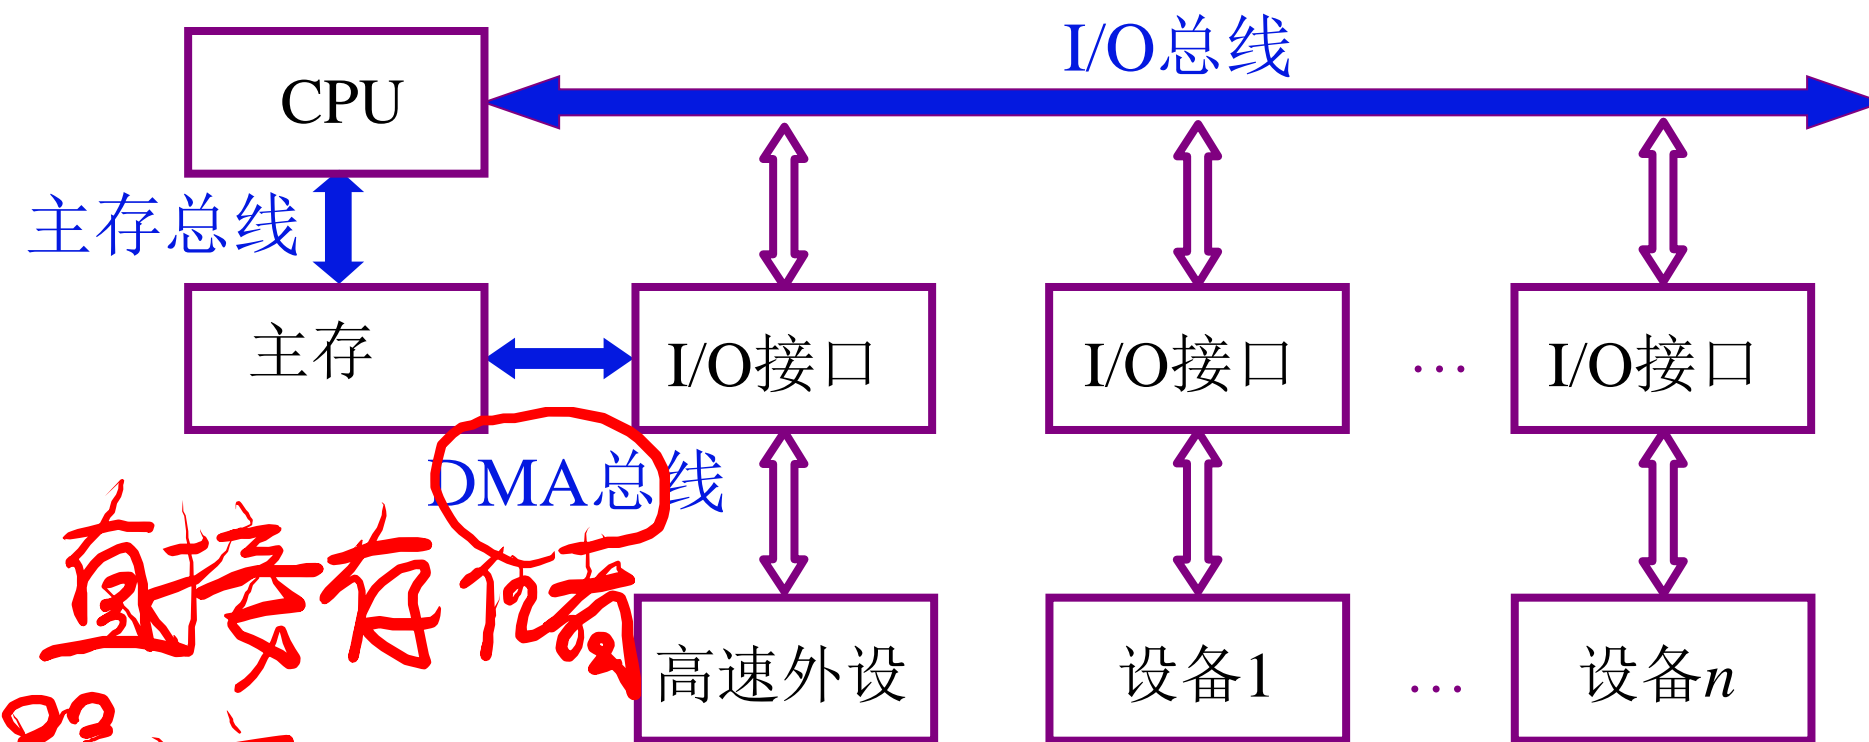 I/O总线
CPU
主存总线
主存
I/O接口
I/O接口
…
I/O接口
DMA总线
直接存储
器
高速外设
设备1
…
设备n